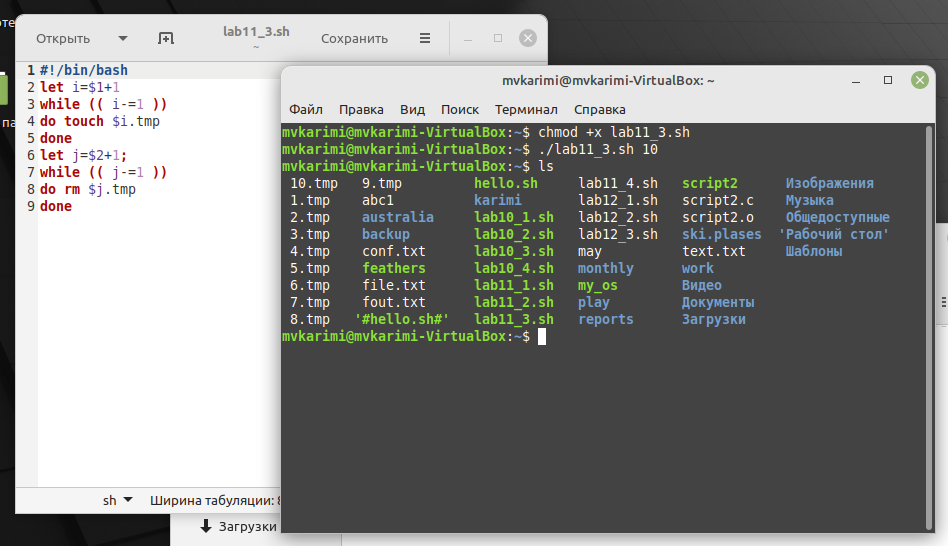 Открыть
lab11_3.sh
~
Сохранить
1 #!/bin/bash
2 let i=$1+1
3 while (( i-=1 ))
4 do touch $i.tmp
5 done
6 let j=$2+1;
7 while (( j-=1 ))
8 do rm $j.tmp
9 done
sh
Ширина табуляции: 8
Загрузки
mvkarimi@mvkarimi-VirtualBox: ~
Файл Правка Вид Поиск Терминал Справка
mvkarimi@mvkarimi-VirtualBox:~$ chmod +x lab11_3.sh
mvkarimi@mvkarimi-VirtualBox:~$ ./lab11_3.sh 10
mvkarimi@mvkarimi-VirtualBox:~$ ls
10.tmp 9.tmp hello.sh lab11_4.sh script2 Изображения
1.tmp abc1 karimi lab12_1.sh script2.c Музыка
2.tmp australia lab10_1.sh lab12_2.sh script2.o Общедоступные
3.tmp backup lab10_2.sh lab12_3.sh ski.plases 'Рабочий стол'
4.tmp conf.txt lab10_3.sh may text.txt Шаблоны
5.tmp feathers lab10_4.sh monthly work
6.tmp file.txt lab11_1.sh my_os Видео
7.tmp fout.txt lab11_2.sh play Документы
8.tmp '#hello.sh#' lab11_3.sh reports Загрузки
mvkarimi@mvkarimi-VirtualBox:~$